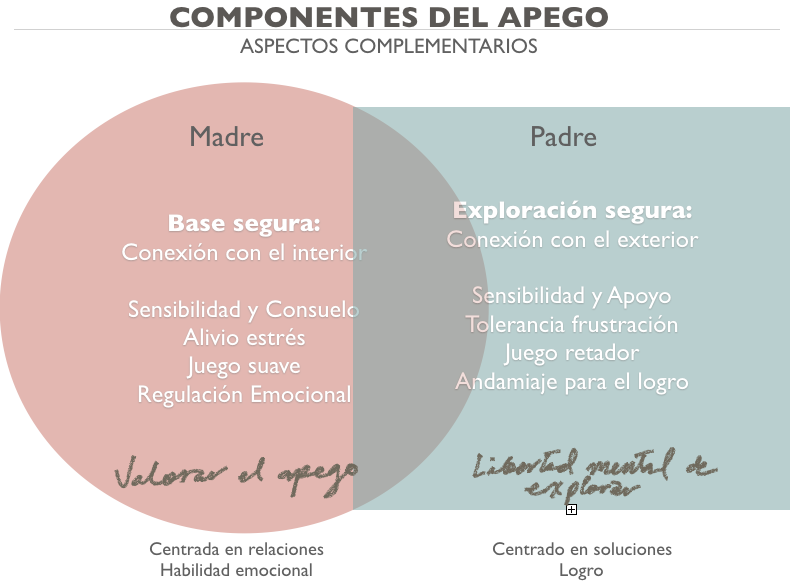 COMPONENTES DEL APEGO
ASPECTOS COMPLEMENTARIOS
Madre
Base segura:
Conexión con el interior
Sensibilidad y Consuelo
Alivio estrés
Juego suave
Regulación Emocional
Valorar el apego
Centrada en relaciones
Habilidad emocional
Padre
Exploración segura:
Conexión con el exterior
Sensibilidad y Apoyo
Tolerancia frustración
Juego retador
Andamiaje para el logro
Libertad mental de
explorar
Centrado en soluciones
Logro